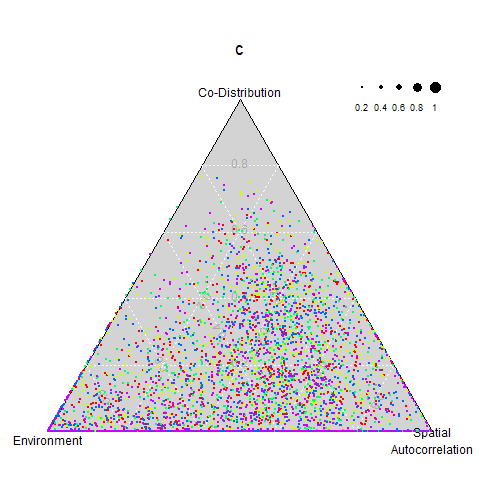 C
Co-Distribution
0.2 0.4 0.6 0.8 1
0.8
Environment
Spatial
Autocorrelation